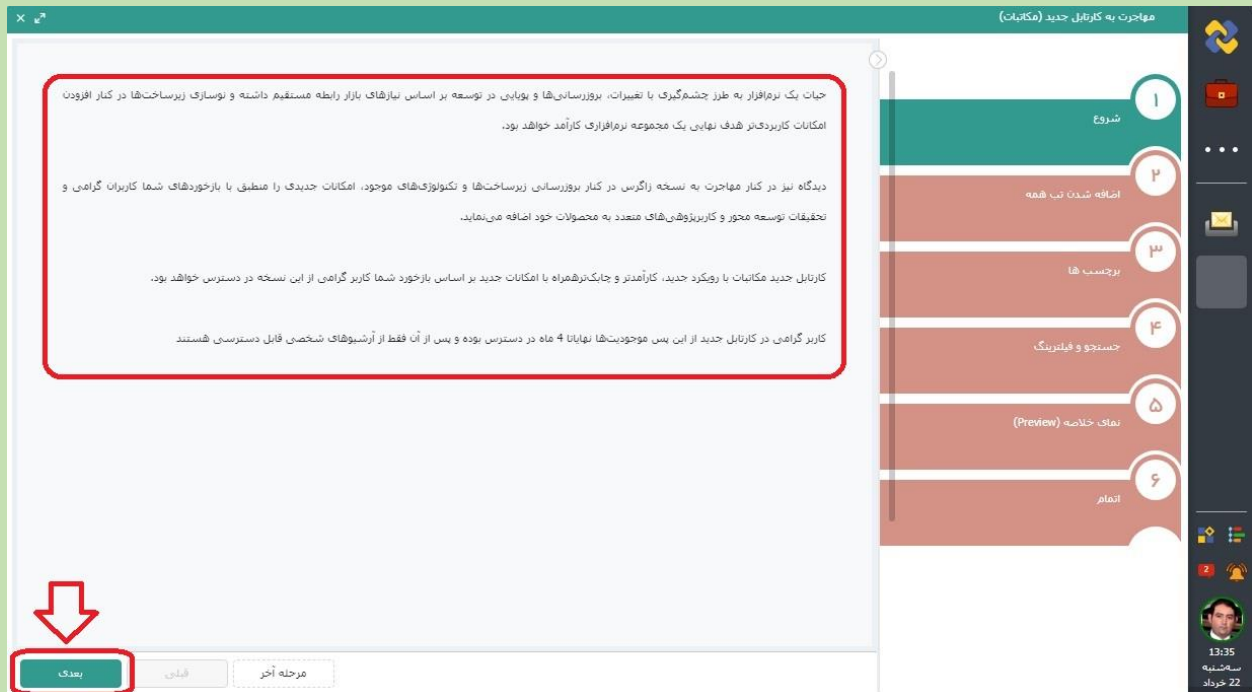 مهاجرت به کارتابل جدید (مکاتبات)
۱
شروع
۲
اضافه شدن تب همه
۳
برچسب ها
۴
جستجو و فیلترینگ
۵
نمای خلاصه (Preview)
۶
اتمام
حیات یک نرم‌افزار به طرز چشم‌گیری با تغییرات، بروزرسانی‌ها و پویایی در توسعه بر اساس نیازهای بازار رابطه مستقیم داشته و نوسازی زیرساخت‌ها در کنار افزودن
امکانات کاربردی‌تر هدف نهایی یک مجموعه نرم‌افزاری کارآمد خواهد بود.
دیدگاه نیز در کنار مهاجرت به نسخه زاگرس در کنار بروزرسانی زیرساخت‌ها و تکنولوژی‌های موجود، امکانات جدیدی را منطبق با بازخوردهای شما کاربران گرامی و
تحقیقات توسعه محور و کاربرپژوهی‌های متعدد به محصولات خود اضافه می‌نماید.
کارتابل جدید مکاتبات با رویکرد جدید، کارآمدتر و چابک‌ترهمراه با امکانات جدید بر اساس بازخورد شما کاربر گرامی از این نسخه در دسترس خواهد بود.
کاربر گرامی در کارتابل جدید از این پس موجودیت‌ها نهایاتا 4 ماه در دسترس بوده و پس از آن فقط از آرشیوهای شخصی قابل دسترسی هستند
مرحله آخر
قبلی
بعدی
2
13:35
سه‌شنبه
22 خرداد